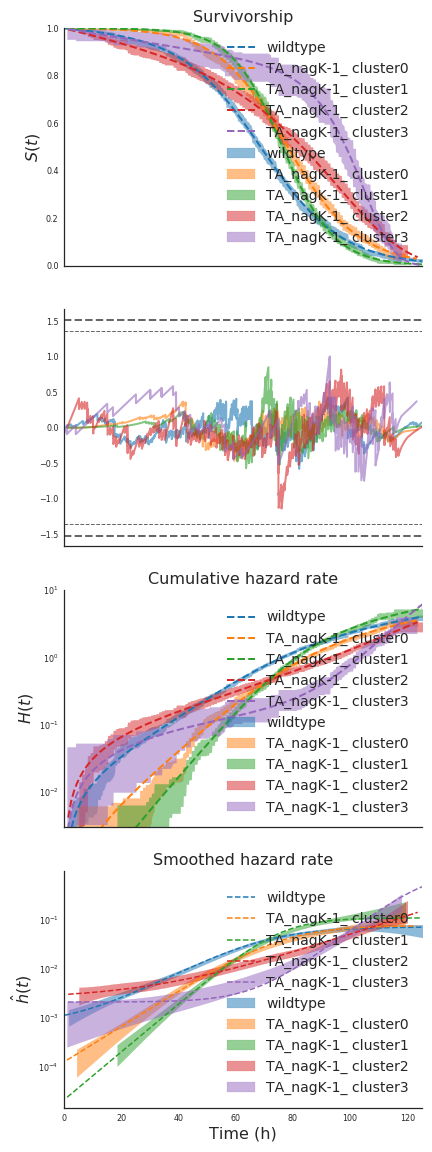 Survivorship
1.0
0.8
0.6
0.4
0.2
0.0
S(t)
wildtype
TA_nagK-1_ cluster0
TA_nagK-1_ cluster1
TA_nagK-1_ cluster2
TA_nagK-1_ cluster3
wildtype
TA_nagK-1_ cluster0
TA_nagK-1_ cluster1
TA_nagK-1_ cluster2
TA_nagK-1_ cluster3
1.5
1.0
0.5
0.0
−0.5
−1.0
−1.5
Cumulative hazard rate
10¹
10⁰
10⁻¹
10⁻²
H(t)
wildtype
TA_nagK-1_ cluster0
TA_nagK-1_ cluster1
TA_nagK-1_ cluster2
TA_nagK-1_ cluster3
wildtype
TA_nagK-1_ cluster0
TA_nagK-1_ cluster1
TA_nagK-1_ cluster2
TA_nagK-1_ cluster3
Smoothed hazard rate
10⁻¹
10⁻²
10⁻³
10⁻⁴
ĥ(t)
wildtype
TA_nagK-1_ cluster0
TA_nagK-1_ cluster1
TA_nagK-1_ cluster2
TA_nagK-1_ cluster3
wildtype
TA_nagK-1_ cluster0
TA_nagK-1_ cluster1
TA_nagK-1_ cluster2
TA_nagK-1_ cluster3
0 20 40 60 80 100 120
Time (h)